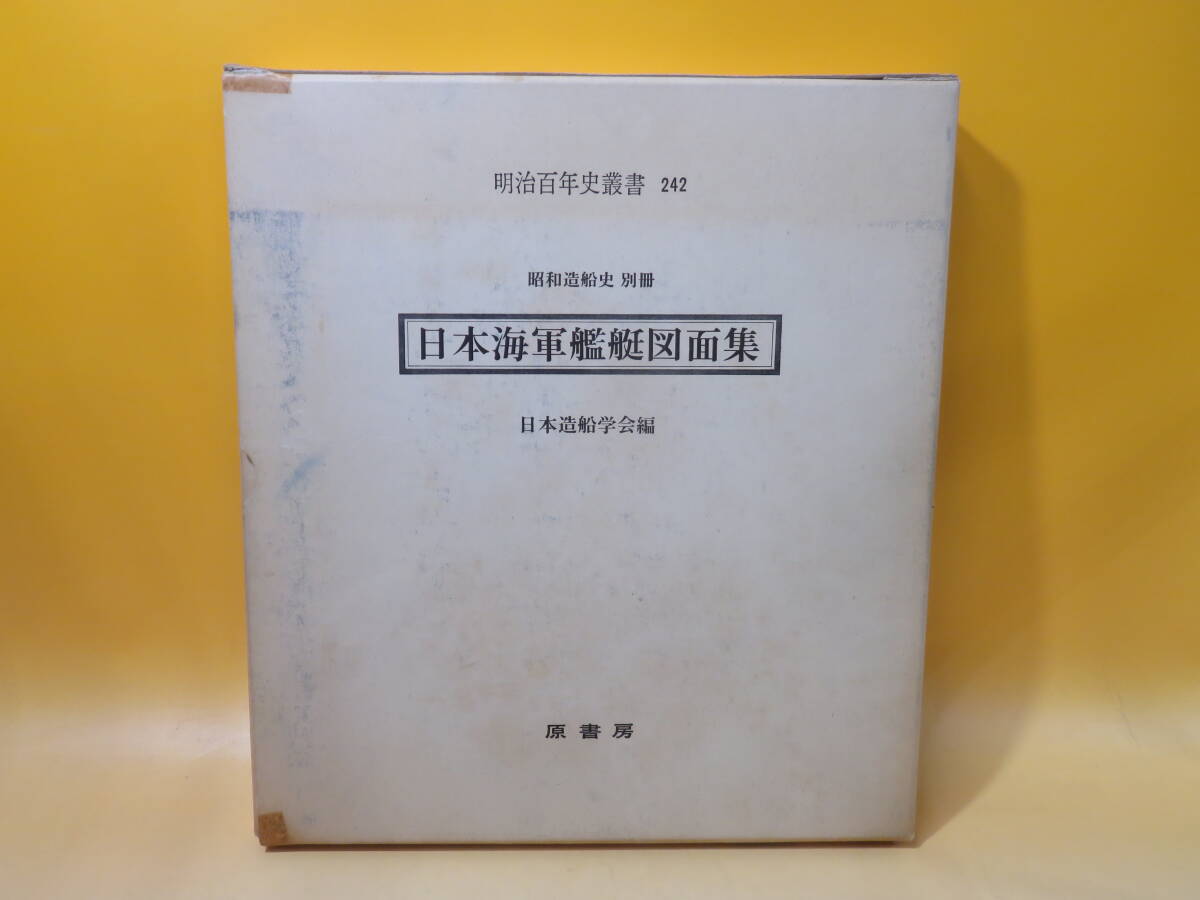 明治百年史叢書 242
昭和造船史 別冊
日本海軍艦艇図面集
日本造船学会編
原書房